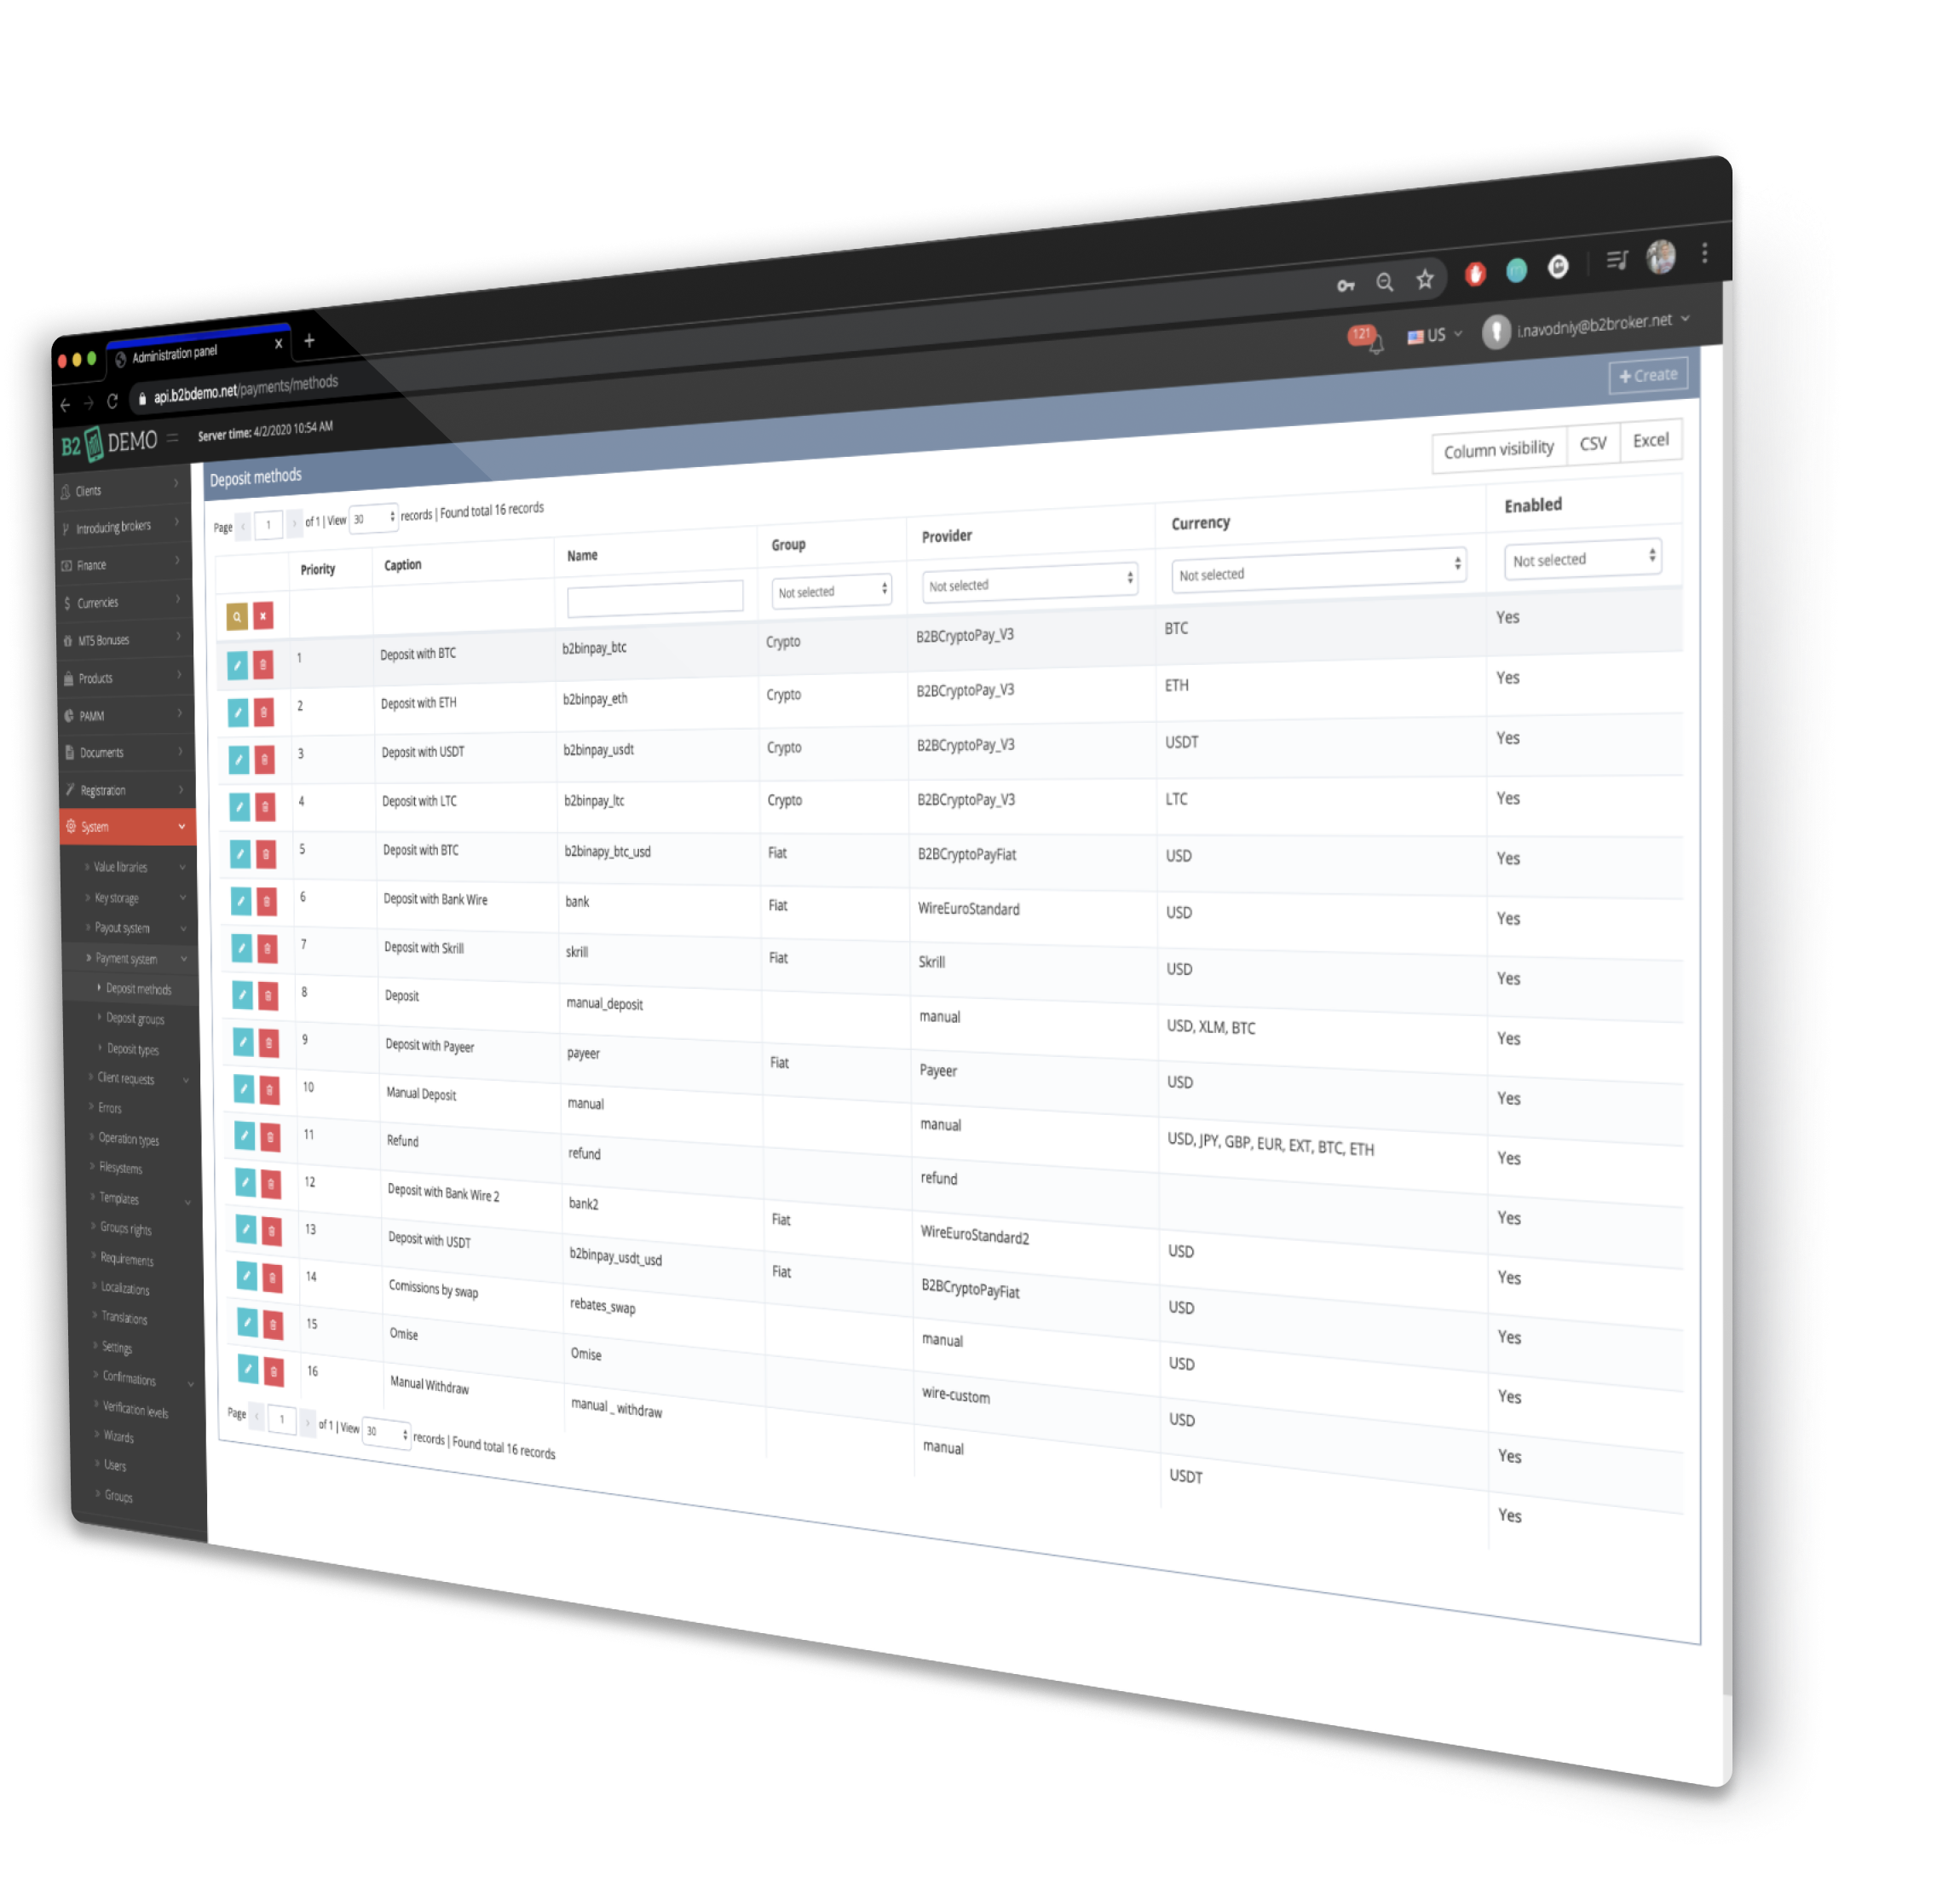 Administration panel
api.b2bdemo.net/payments/methods
B2 DEMO
Server time: 4/2/2020 10:54 AM
121
US
i.navodniy@b2broker.net
Clients
Introducing brokers
Finance
Currencies
MT5 Bonuses
Products
PAMM
Documents
Registration
System
Value libraries
Key storage
Payout system
Payment system
Deposit methods
Deposit groups
Deposit types
Client requests
Errors
Operation types
Filesystems
Templates
Groups rights
Requirements
Localizations
Translations
Settings
Confirmations
Verification levels
Wizards
Users
Groups
Deposit methods
+ Create
Page 1 of 1 | View 30 records | Found total 16 records
Column visibility CSV Excel
Priority Caption Name Group Provider Currency Enabled
Not selected Not selected Not selected Not selected
1 Deposit with BTC b2binpay_btc Crypto B2BCryptoPay_V3 BTC Yes
2 Deposit with ETH b2binpay_eth Crypto B2BCryptoPay_V3 ETH Yes
3 Deposit with USDT b2binpay_usdt Crypto B2BCryptoPay_V3 USDT Yes
4 Deposit with LTC b2binpay_ltc Crypto B2BCryptoPay_V3 LTC Yes
5 Deposit with BTC b2binapy_btc_usd Fiat B2BCryptoPayFiat USD Yes
6 Deposit with Bank Wire bank Fiat WireEuroStandard USD Yes
7 Deposit with Skrill skrill Fiat Skrill USD Yes
8 Deposit manual_deposit manual USD, XLM, BTC Yes
9 Deposit with Payeer payeer Fiat Payeer USD Yes
10 Manual Deposit manual manual USD, JPY, GBP, EUR, EXT, BTC, ETH Yes
11 Refund refund refund Yes
12 Deposit with Bank Wire 2 bank2 Fiat WireEuroStandard2 USD Yes
13 Deposit with USDT b2binpay_usdt_usd Fiat B2BCryptoPayFiat USD Yes
14 Comissions by swap rebates_swap manual USD Yes
15 Omise Omise wire-custom USD Yes
16 Manual Withdraw manual _ withdraw manual USDT Yes
Page 1 of 1 | View 30 records | Found total 16 records